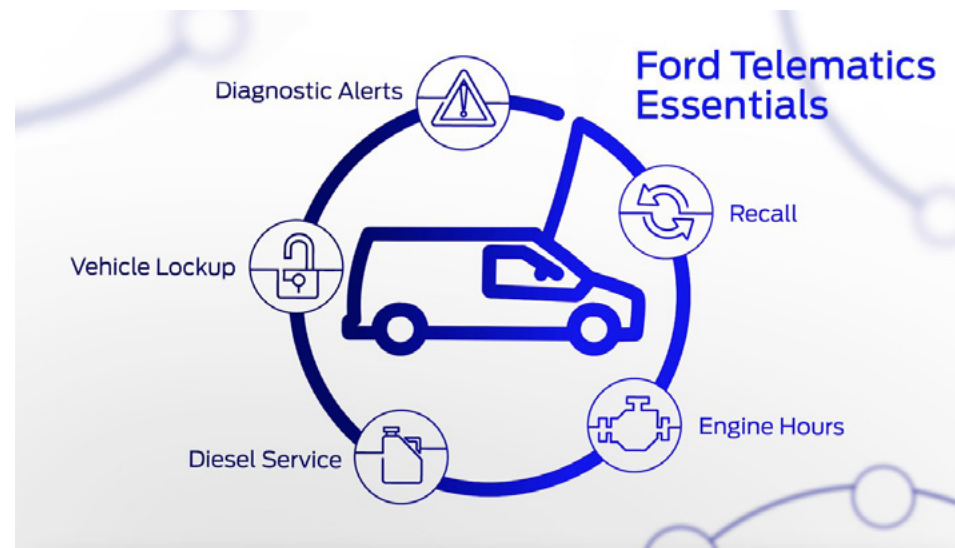 Ford Telematics
Essentials
Diagnostic Alerts
Recall
Vehicle Lockup
Engine Hours
Diesel Service